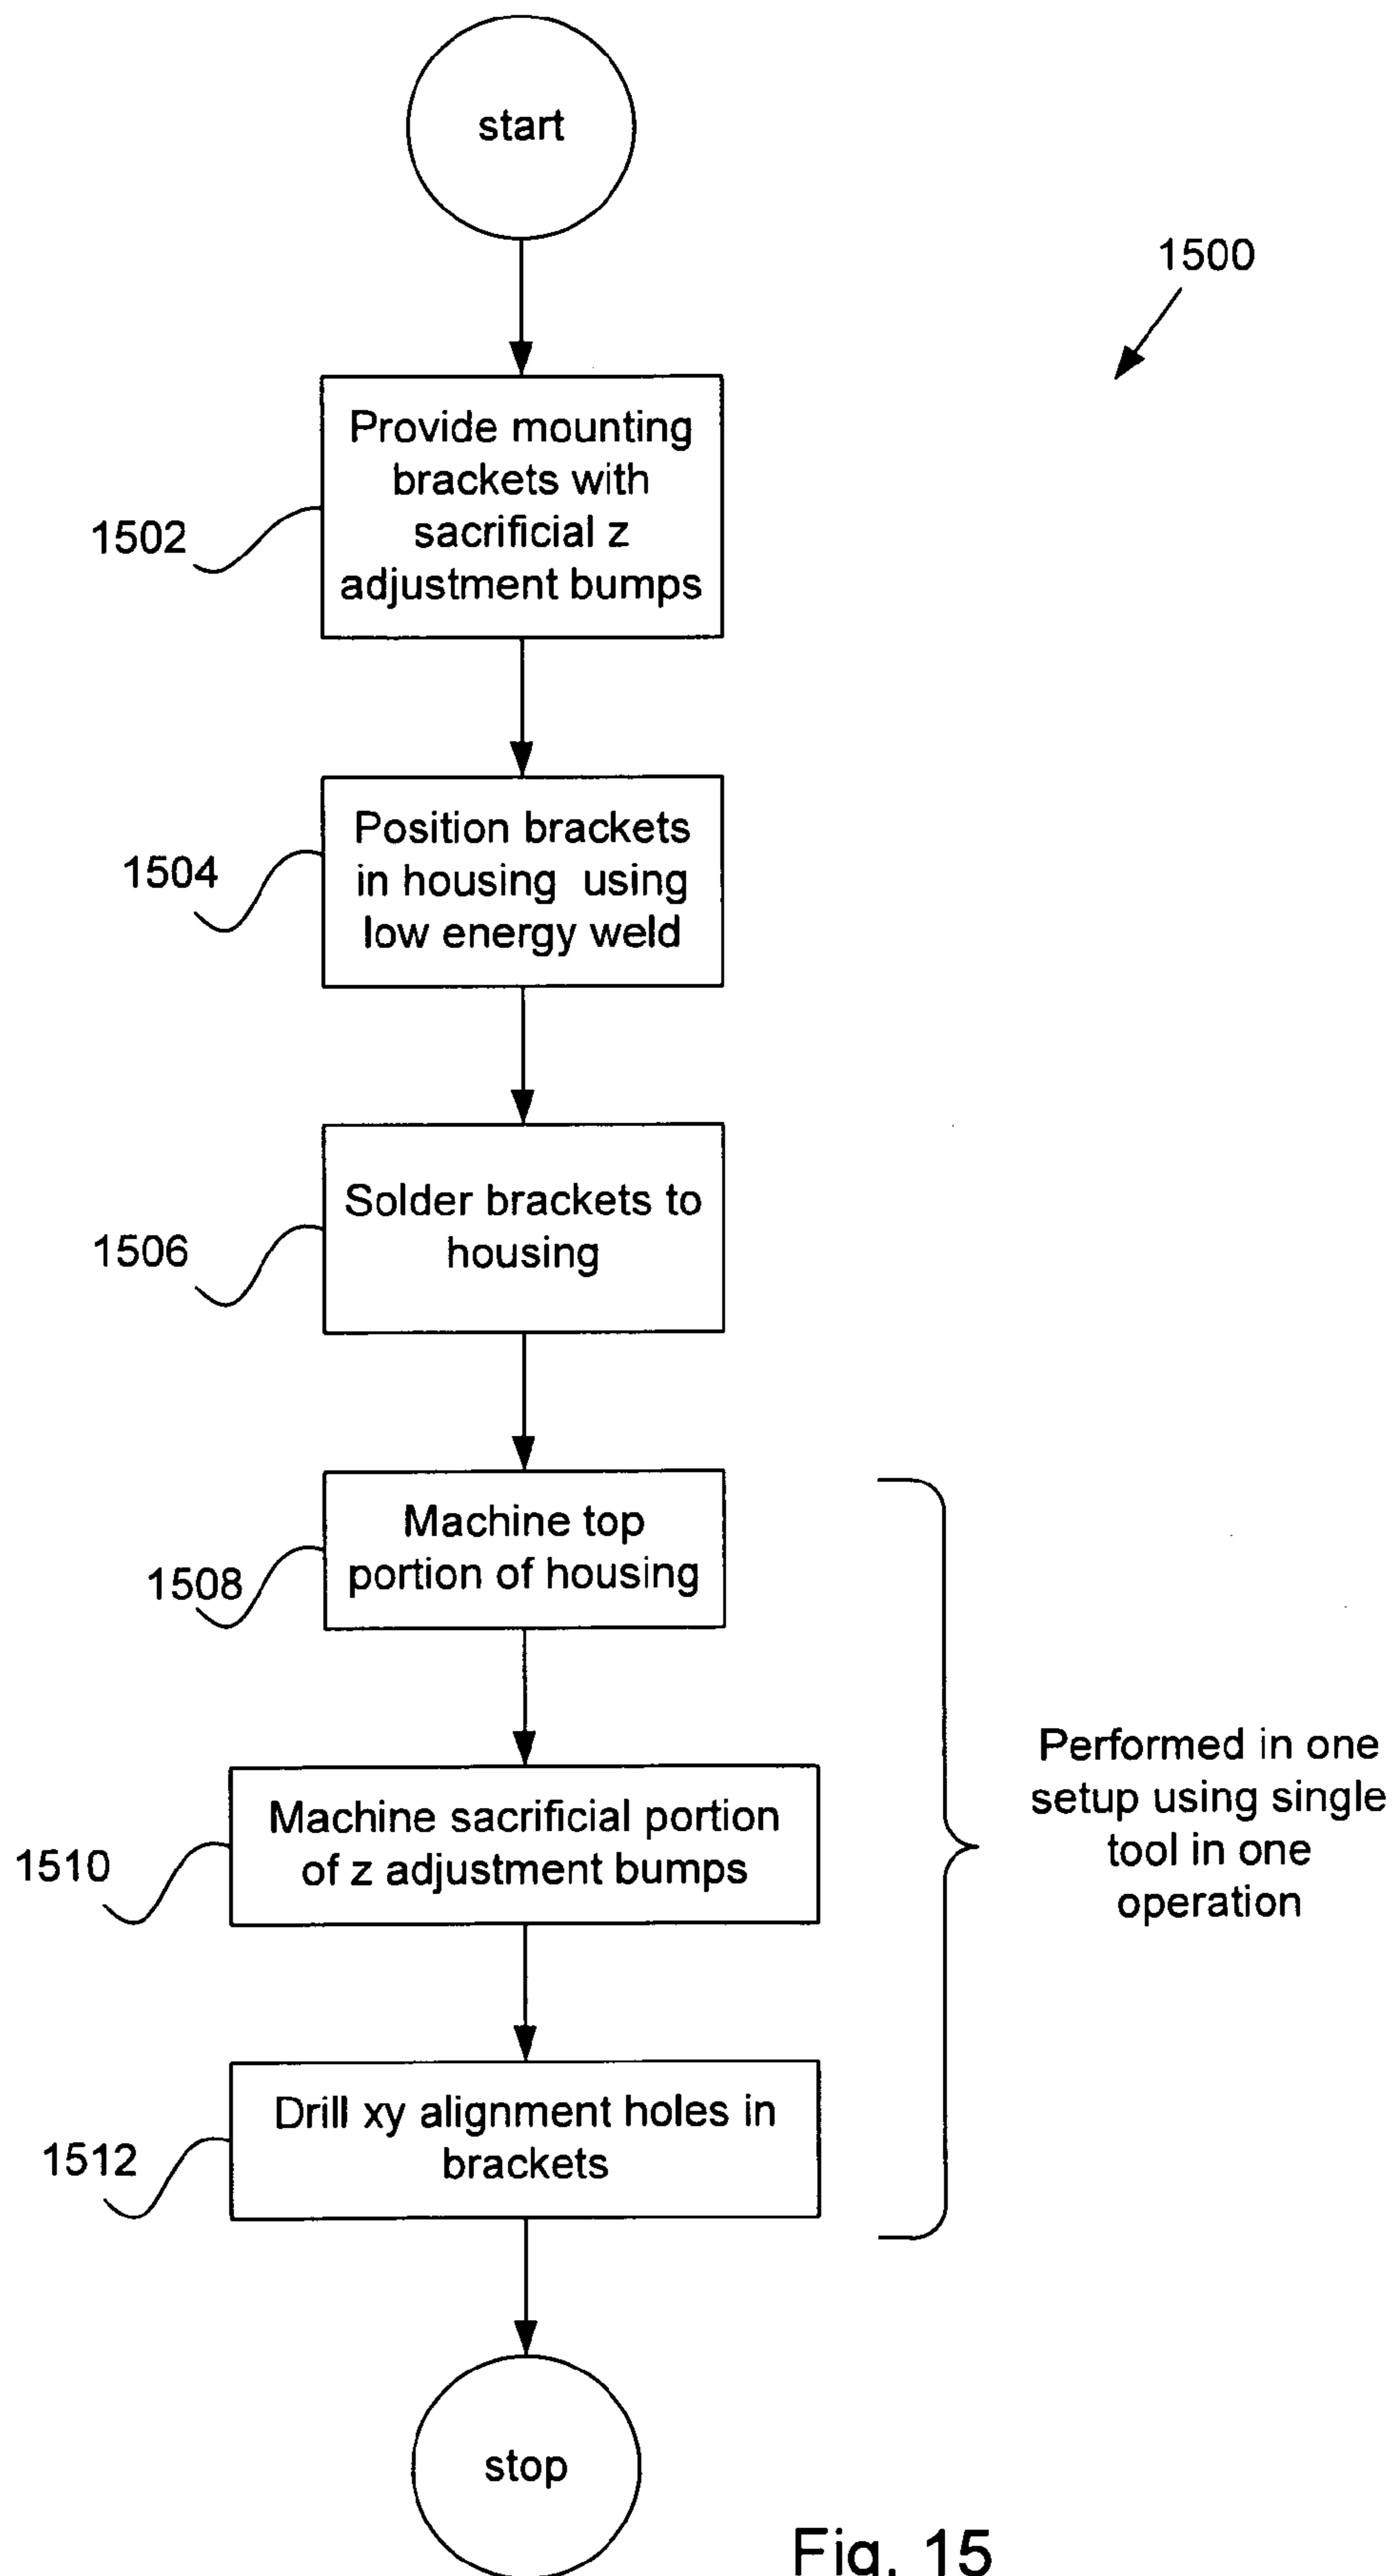 start
1500
Provide mounting
brackets with
sacrificial z
adjustment bumps
1502
Position brackets
in housing using
low energy weld
1504
Solder brackets to
housing
1506
Machine top
portion of housing
1508
Performed in one
setup using single
tool in one
operation
Machine sacrificial portion
of z adjustment bumps
1510
Drill xy alignment holes in
brackets
1512
stop
Fig. 15